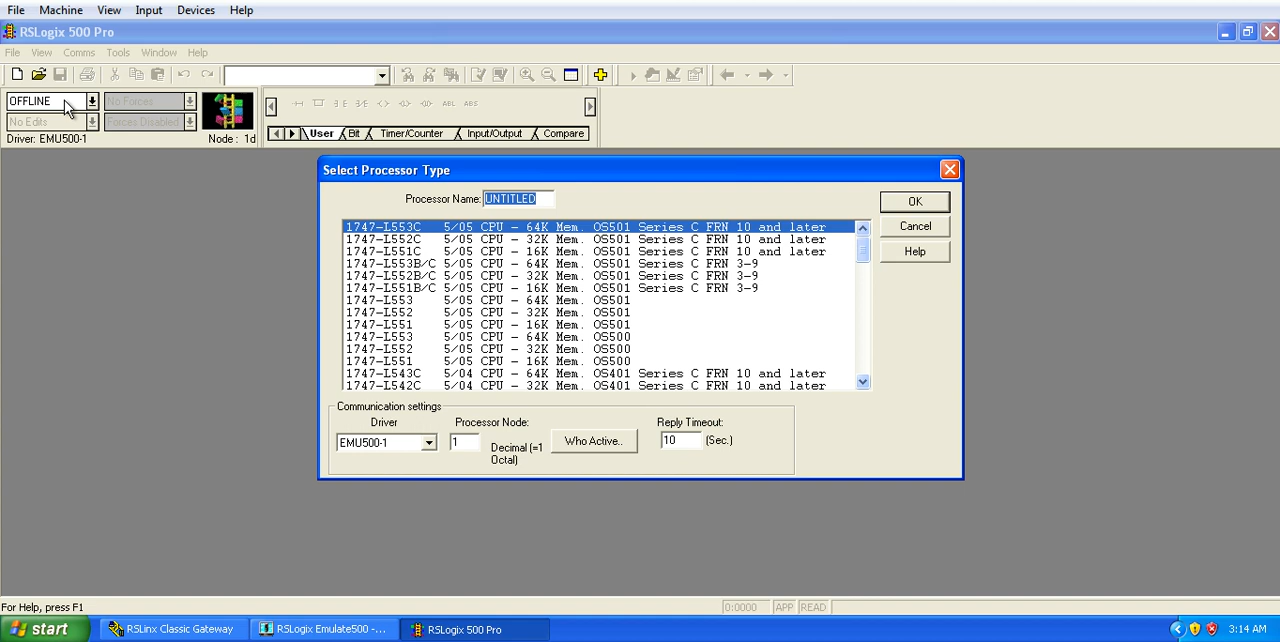 File Machine View Input Devices Help
RSLogix 500 Pro
File View Comms Tools Window Help
OFFLINE No Forces
No Edits Forces Disabled
Driver: EMU500-1 Node : 1d
ABL ABS
User Bit Timer/Counter Input/Output Compare
Select Processor Type
Processor Name: UNTITLED
OK
Cancel
Help
1747-L553C 5/05 CPU - 64K Mem. OS501 Series C FRN 10 and later
1747-L552C 5/05 CPU - 32K Mem. OS501 Series C FRN 10 and later
1747-L551C 5/05 CPU - 16K Mem. OS501 Series C FRN 10 and later
1747-L553B/C 5/05 CPU - 64K Mem. OS501 Series C FRN 3-9
1747-L552B/C 5/05 CPU - 32K Mem. OS501 Series C FRN 3-9
1747-L551B/C 5/05 CPU - 16K Mem. OS501 Series C FRN 3-9
1747-L553 5/05 CPU - 64K Mem. OS501
1747-L552 5/05 CPU - 32K Mem. OS501
1747-L551 5/05 CPU - 16K Mem. OS501
1747-L553 5/05 CPU - 64K Mem. OS500
1747-L552 5/05 CPU - 32K Mem. OS500
1747-L551 5/05 CPU - 16K Mem. OS500
1747-L543C 5/04 CPU - 64K Mem. OS401 Series C FRN 10 and later
1747-L542C 5/04 CPU - 32K Mem. OS401 Series C FRN 10 and later
Communication settings
Driver Processor Node: Reply Timeout:
EMU500-1 1 Decimal (=1 Octal) Who Active.. 10 (Sec.)
For Help, press F1 0:0000 APP READ
start RSLinx Classic Gateway RSLogix Emulate500 -... RSLogix 500 Pro 3:14 AM